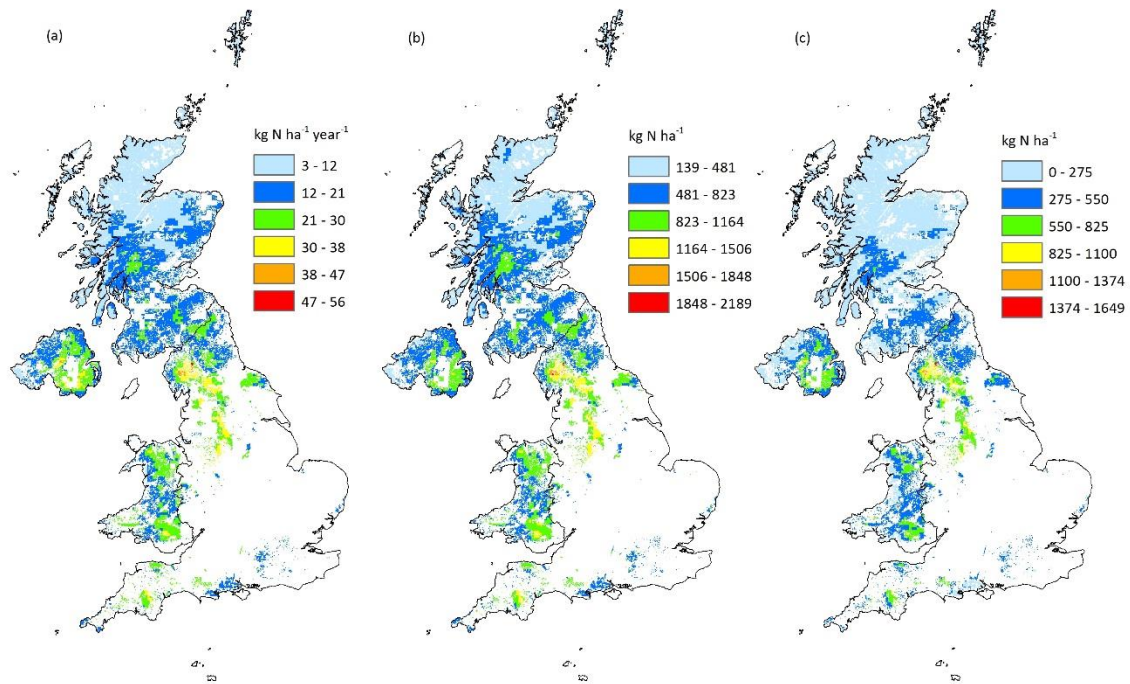 (a)
kg N ha⁻¹ year⁻¹
3 - 12
12 - 21
21 - 30
30 - 38
38 - 47
47 - 56
(b)
kg N ha⁻¹
139 - 481
481 - 823
823 - 1164
1164 - 1506
1506 - 1848
1848 - 2189
(c)
kg N ha⁻¹
0 - 275
275 - 550
550 - 825
825 - 1100
1100 - 1374
1374 - 1649